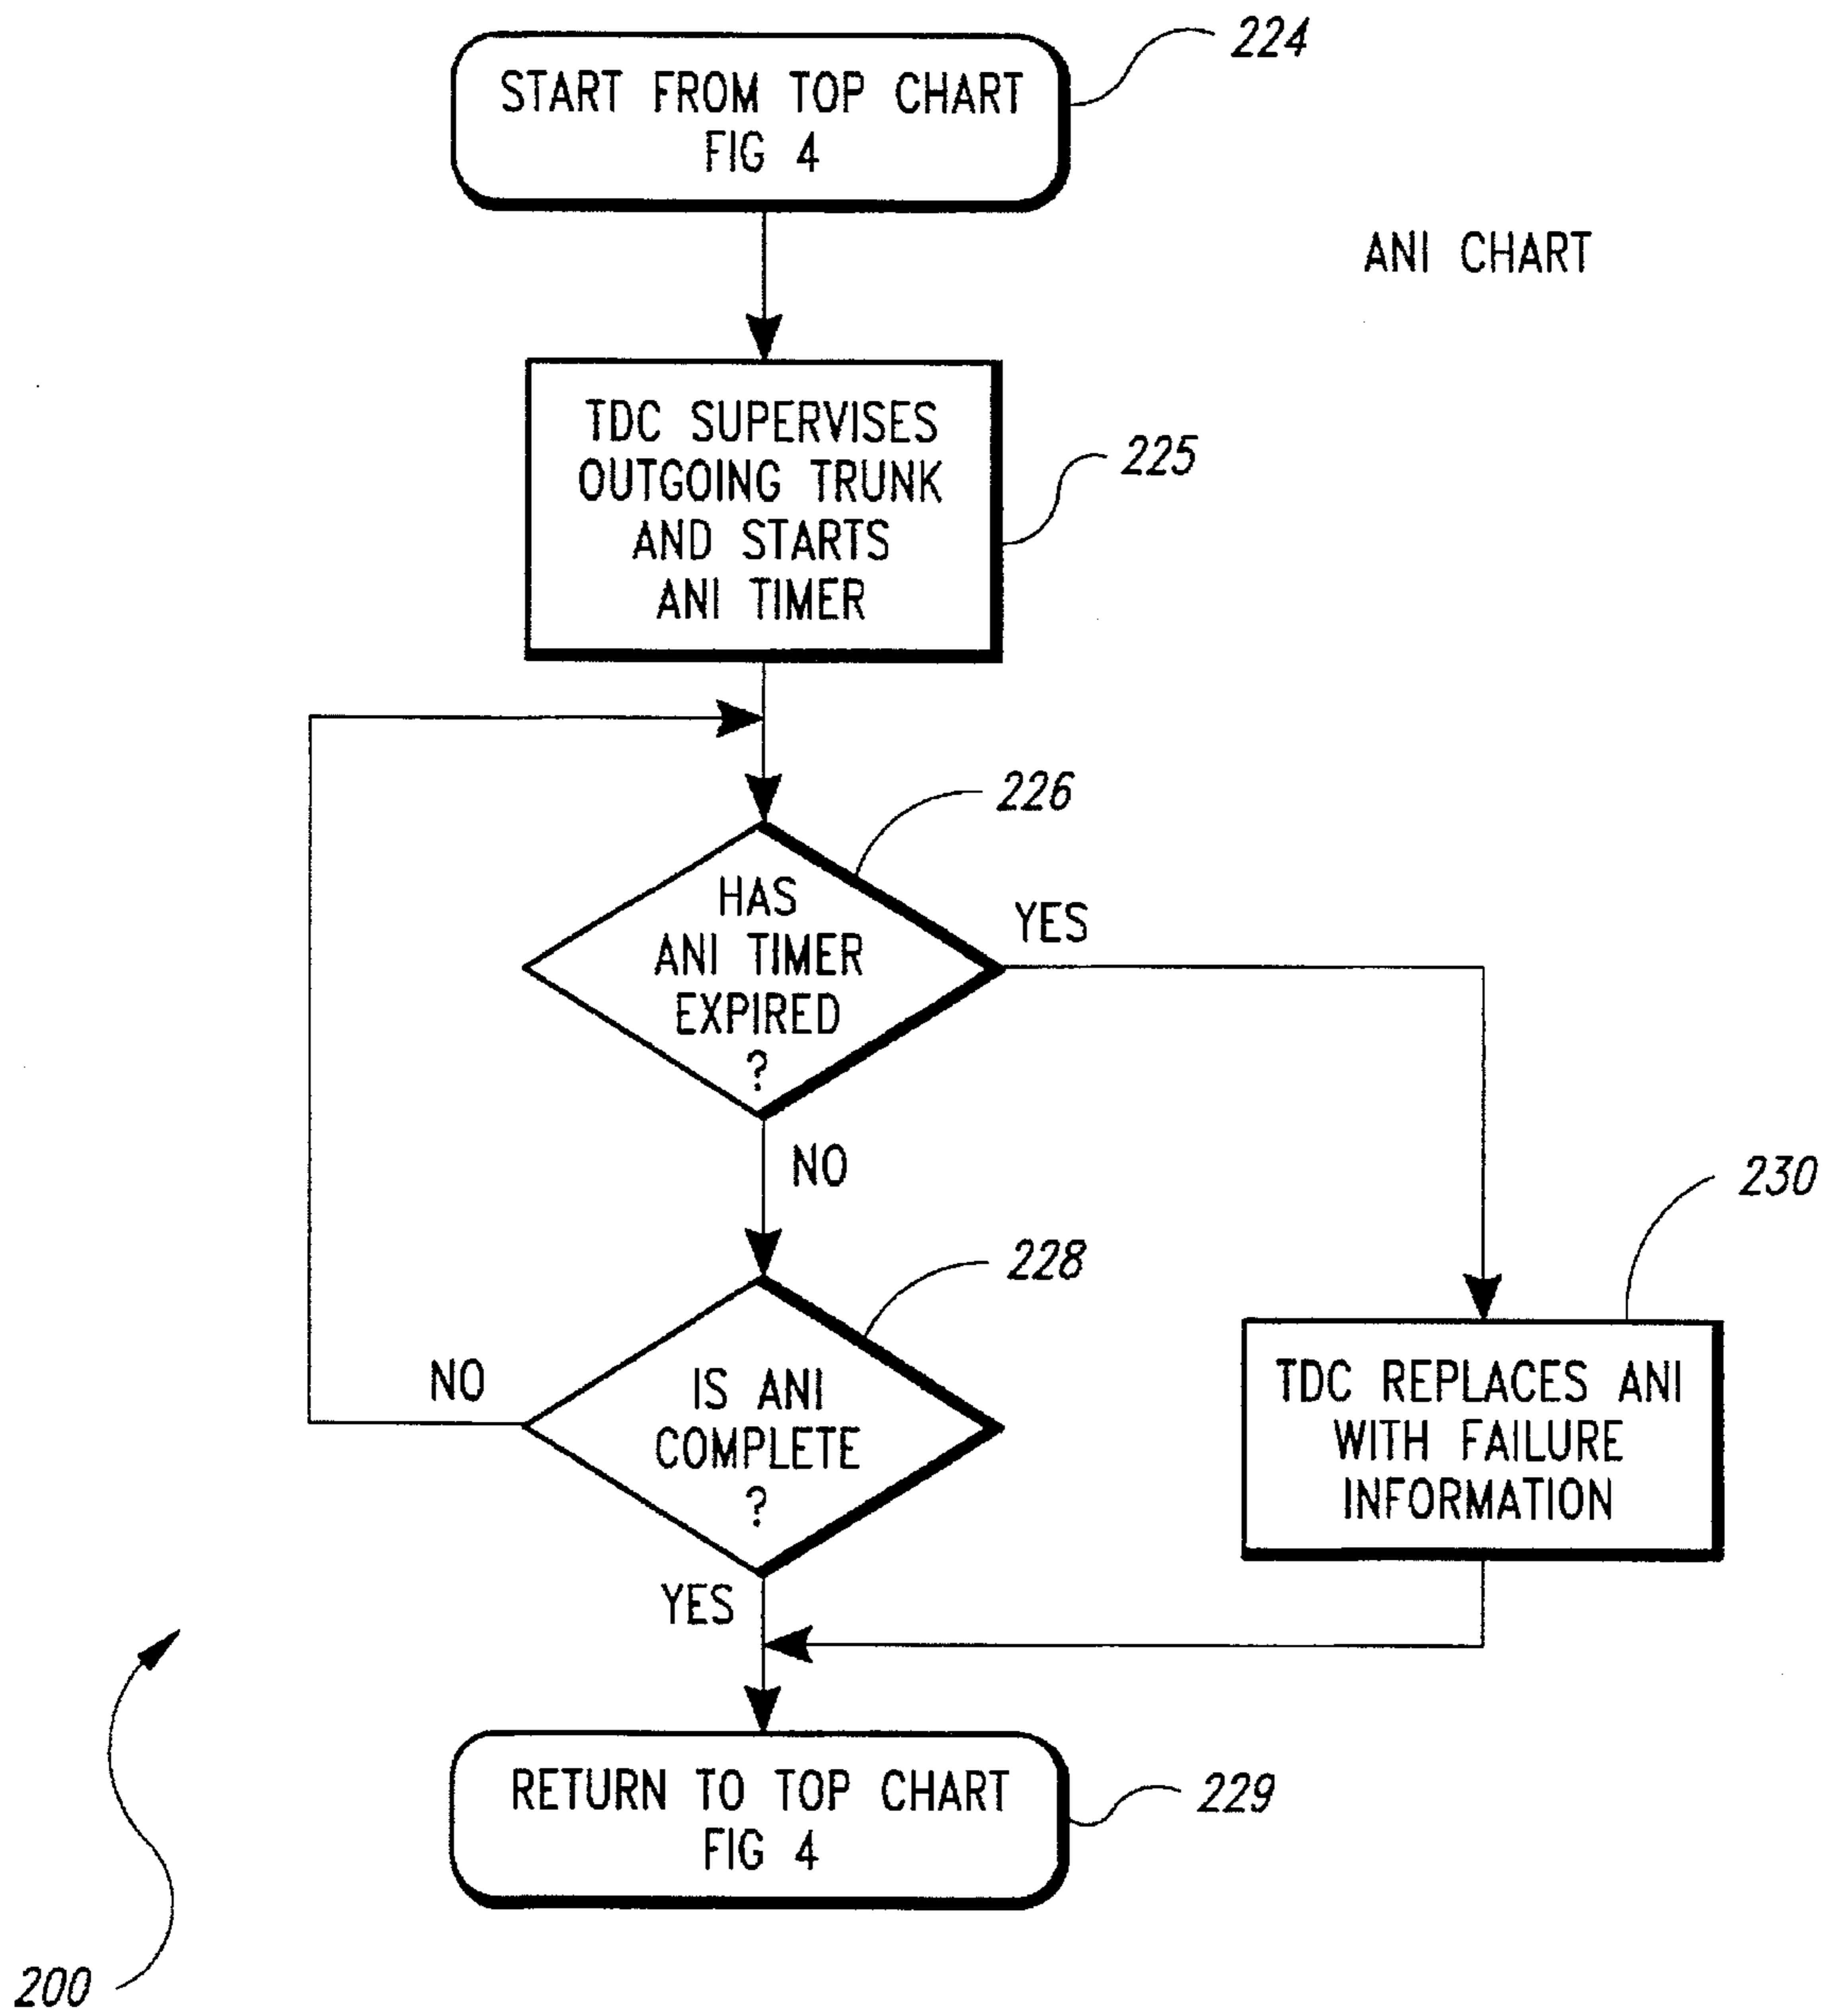 224
START FROM TOP CHART
FIG 4
ANI CHART
TDC SUPERVISES
OUTGOING TRUNK
AND STARTS
ANI TIMER
225
226
HAS
ANI TIMER
EXPIRED
?
YES
NO
230
228
NO
IS ANI
COMPLETE
?
TDC REPLACES ANI
WITH FAILURE
INFORMATION
YES
RETURN TO TOP CHART
FIG 4
229
200